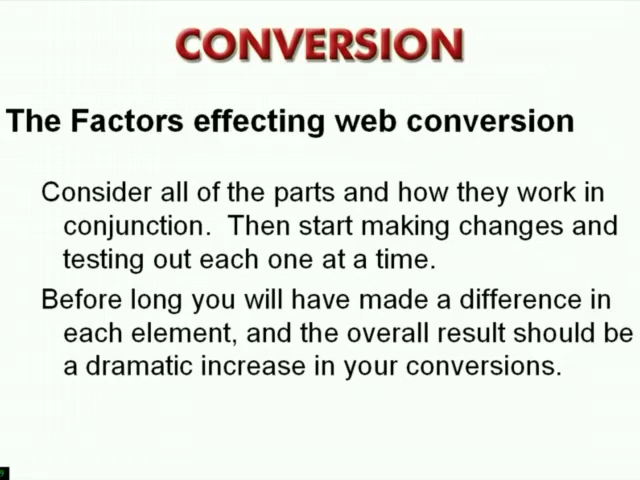 CONVERSION
The Factors effecting web conversion
Consider all of the parts and how they work in
conjunction.  Then start making changes and
testing out each one at a time.
Before long you will have made a difference in
each element, and the overall result should be
a dramatic increase in your conversions.